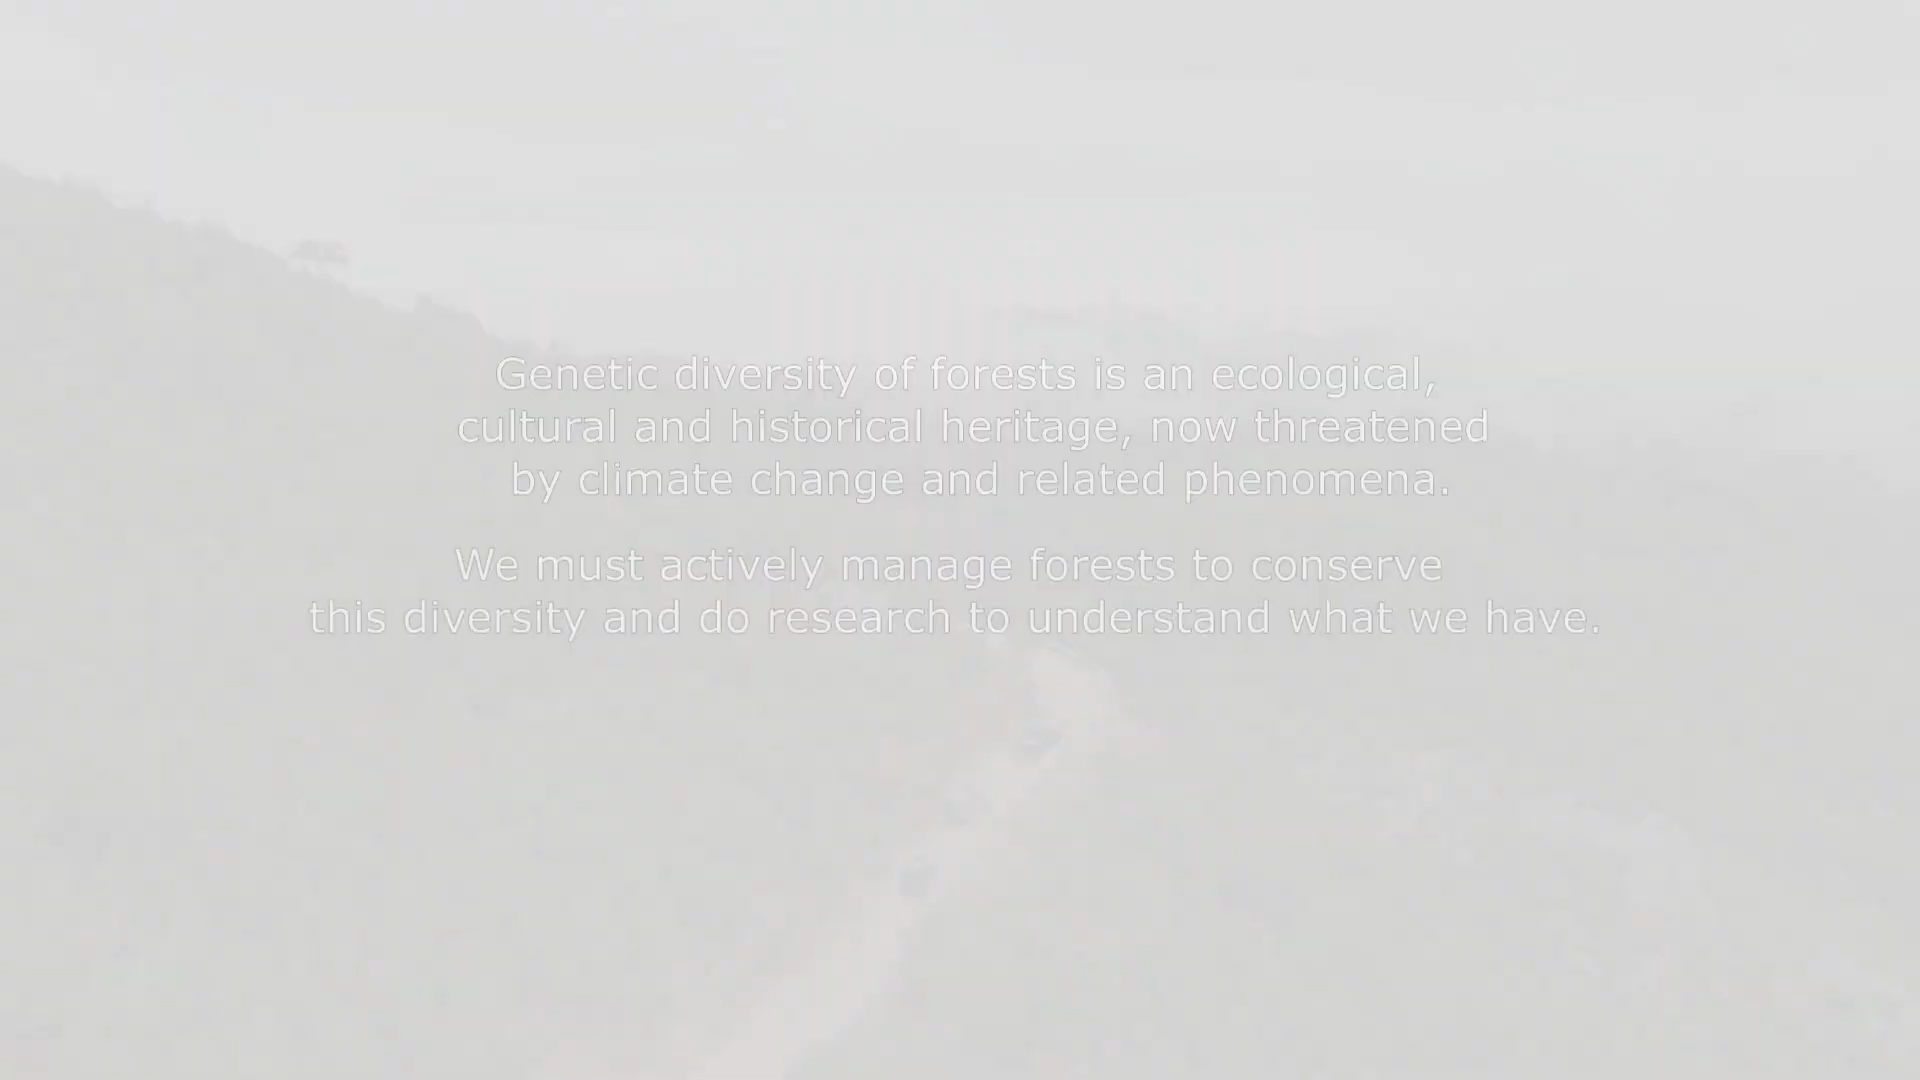 Genetic diversity of forests is an ecological,
cultural and historical heritage, now threatened
by climate change and related phenomena.
We must actively manage forests to conserve
this diversity and do research to understand what we have.